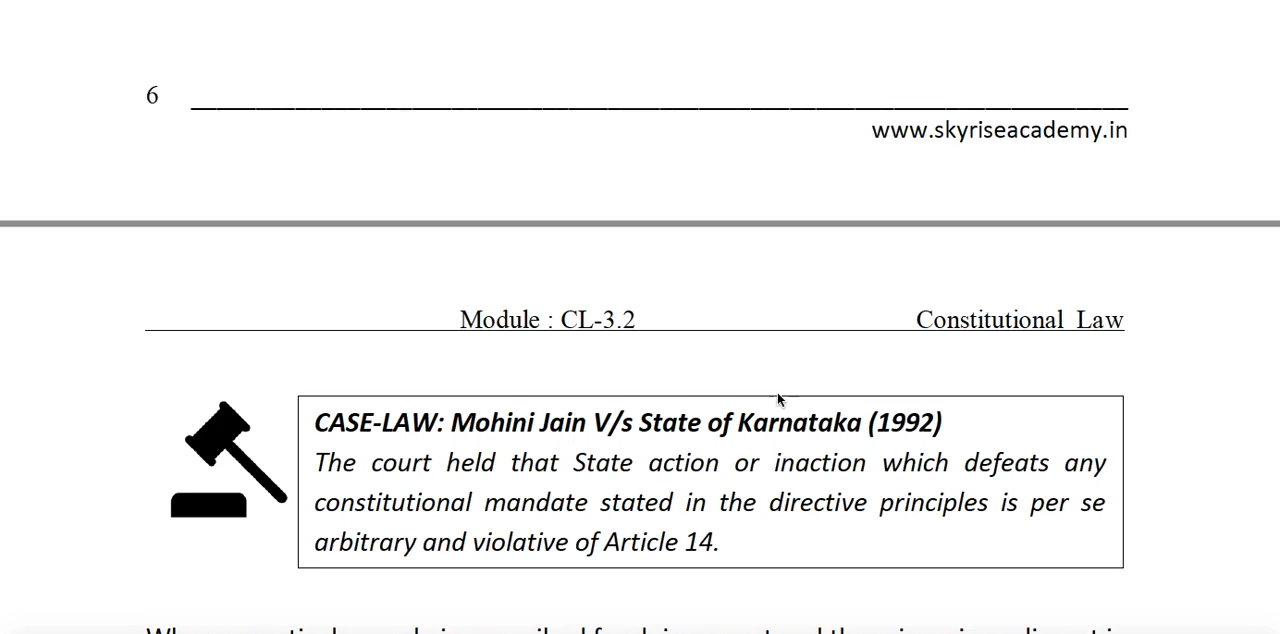 6
www.skyriseacademy.in
Module : CL-3.2 Constitutional Law
CASE-LAW: Mohini Jain V/s State of Karnataka (1992)
The court held that State action or inaction which defeats any
constitutional mandate stated in the directive principles is per se
arbitrary and violative of Article 14.